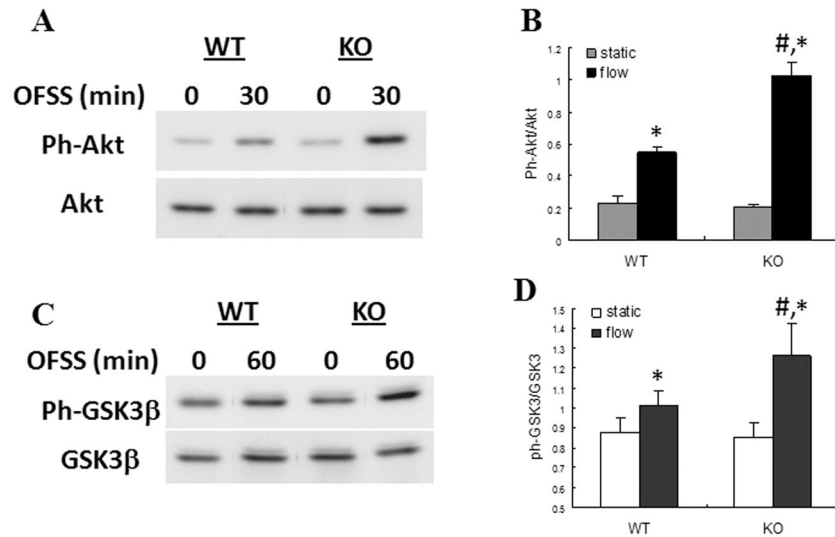 A
WT KO
OFSS (min) 0 30 0 30
Ph-Akt
Akt
B
static
flow
Ph-Akt/Akt
1.2
1
0.8
0.6
0.4
0.2
0
*
#,*
WT KO
C
WT KO
OFSS (min) 0 60 0 60
Ph-GSK3β
GSK3β
D
static
flow
ph-GSK3/GSK3
1.5
1.4
1.3
1.2
1.1
1
0.9
0.8
0.7
0.6
0.5
*
#,*
WT KO